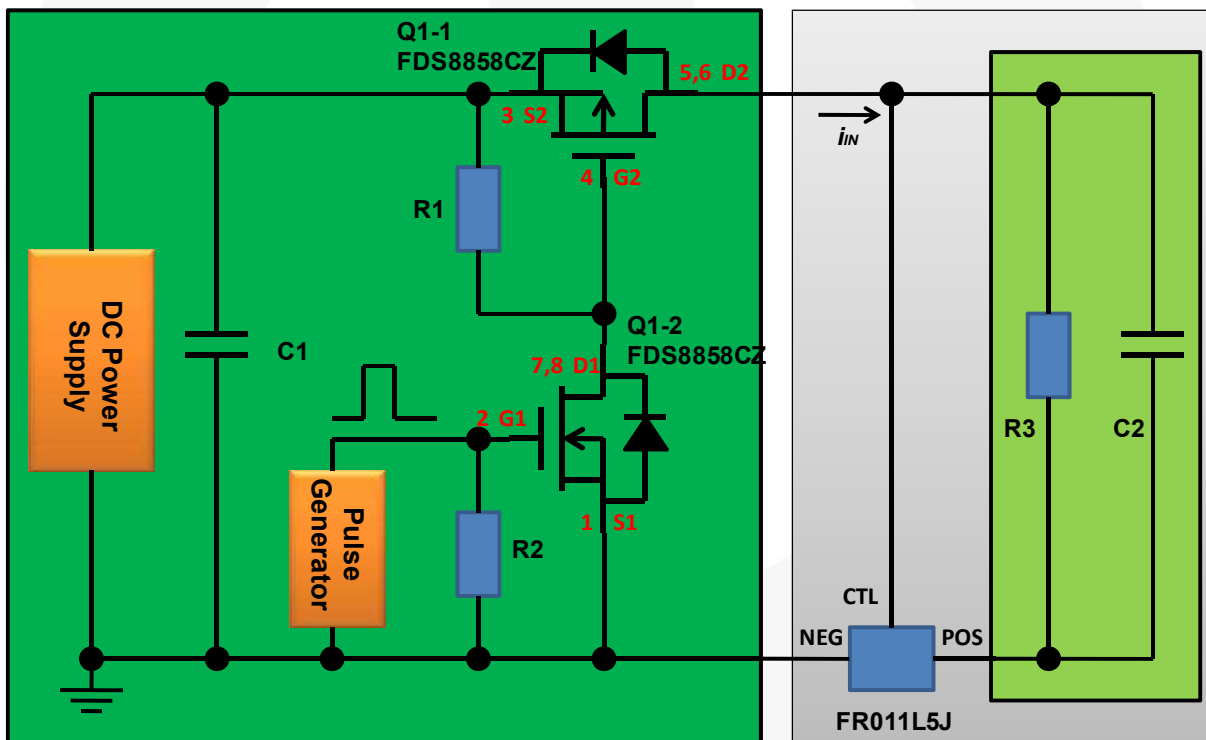 Q1-1
FDS8858CZ
5,6 D2
3 S2
iIN
4 G2
R1
DC Power
Supply
C1
Q1-2
FDS8858CZ
7,8 D1
2 G1
R3
C2
Pulse
Generator
R2
1 S1
CTL
NEG
POS
FR011L5J